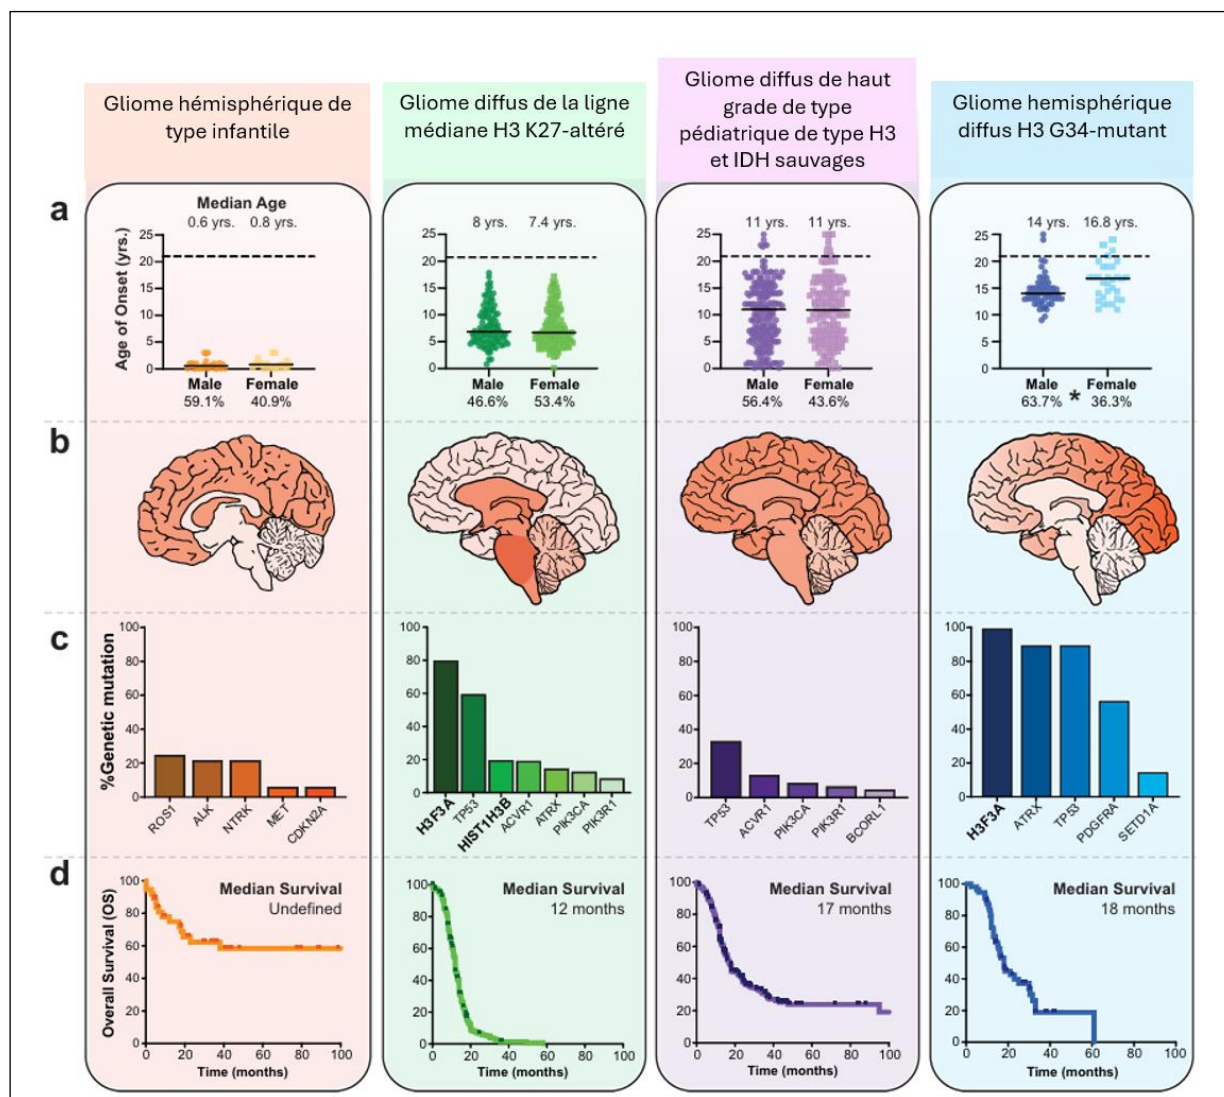 Gliome hémisphérique de
type infantile
Gliome diffus de la ligne
médiane H3 K27-altéré
Gliome diffus de haut
grade de type
pédiatrique de type H3
et IDH sauvages
Gliome hemisphérique
diffus H3 G34-mutant
a
Median Age
0.6 yrs. 0.8 yrs.
Age of Onset (yrs.)
25
20
15
10
5
0
Male Female
59.1% 40.9%
8 yrs. 7.4 yrs.
25
20
15
10
5
0
Male Female
46.6% 53.4%
11 yrs. 11 yrs.
25
20
15
10
5
0
Male Female
56.4% 43.6%
14 yrs. 16.8 yrs.
25
20
15
10
5
0
Male Female
63.7% * 36.3%
b
c
%Genetic mutation
100
80
60
40
20
0
ROS1 ALK NTRK MET CDKN2A
100
80
60
40
20
0
H3F3A TP53 HIST1H3B ACVR1 ATRX PIK3CA PIK3R1
100
80
60
40
20
0
TP53 ACVR1 PIK3CA PIK3R1 BCORL1
100
80
60
40
20
0
H3F3A ATRX TP53 PDGFRA SETD1A
d
Overall Survival (OS)
Median Survival
Undefined
100
80
60
40
20
0
0 20 40 60 80 100
Time (months)
Median Survival
12 months
100
80
60
40
20
0
0 20 40 60 80 100
Time (months)
Median Survival
17 months
100
80
60
40
20
0
0 20 40 60 80 100
Time (months)
Median Survival
18 months
100
80
60
40
20
0
0 20 40 60 80 100
Time (months)